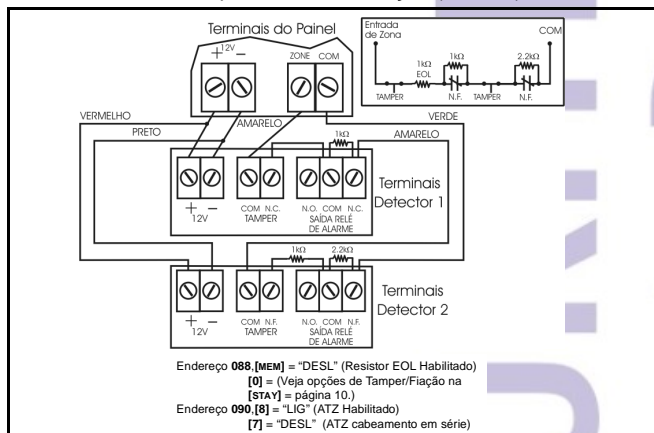 Terminais do Painel
+ 12V −
ZONE COM
Entrada de Zona
COM
1kΩ EOL
1kΩ
2.2kΩ
TAMPER
N.F.
TAMPER
N.F.
VERMELHO
PRETO
AMARELO
VERDE
AMARELO
1kΩ
+ −
12V
COM N.C.
TAMPER
N.O. COM N.C.
SAÍDA RELÉ
DE ALARME
Terminais
Detector 1
1kΩ
2.2kΩ
+ −
12V
COM N.F.
TAMPER
N.O. COM N.F.
SAÍDA RELÉ
DE ALARME
Terminais
Detector 2
Endereço 088,[MEM] = “DESL” (Resistor EOL Habilitado)
[0] = (Veja opções de Tamper/Fiação na
[STAY] = página 10.)
Endereço 090,[8] = “LIG” (ATZ Habilitado)
[7] = “DESL” (ATZ cabeamento em série)